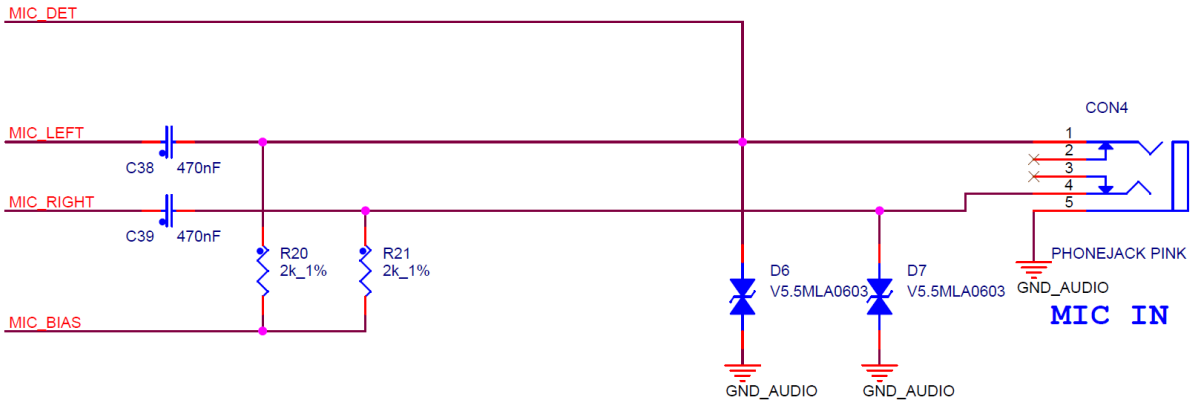 MIC_DET
CON4
MIC_LEFT
1
2
C38 470nF
3
4
MIC_RIGHT
5
C39 470nF
R20
2k_1%
R21
2k_1%
PHONEJACK PINK
D6
V5.5MLA0603
D7
V5.5MLA0603
GND_AUDIO
MIC_BIAS
MIC IN
GND_AUDIO
GND_AUDIO